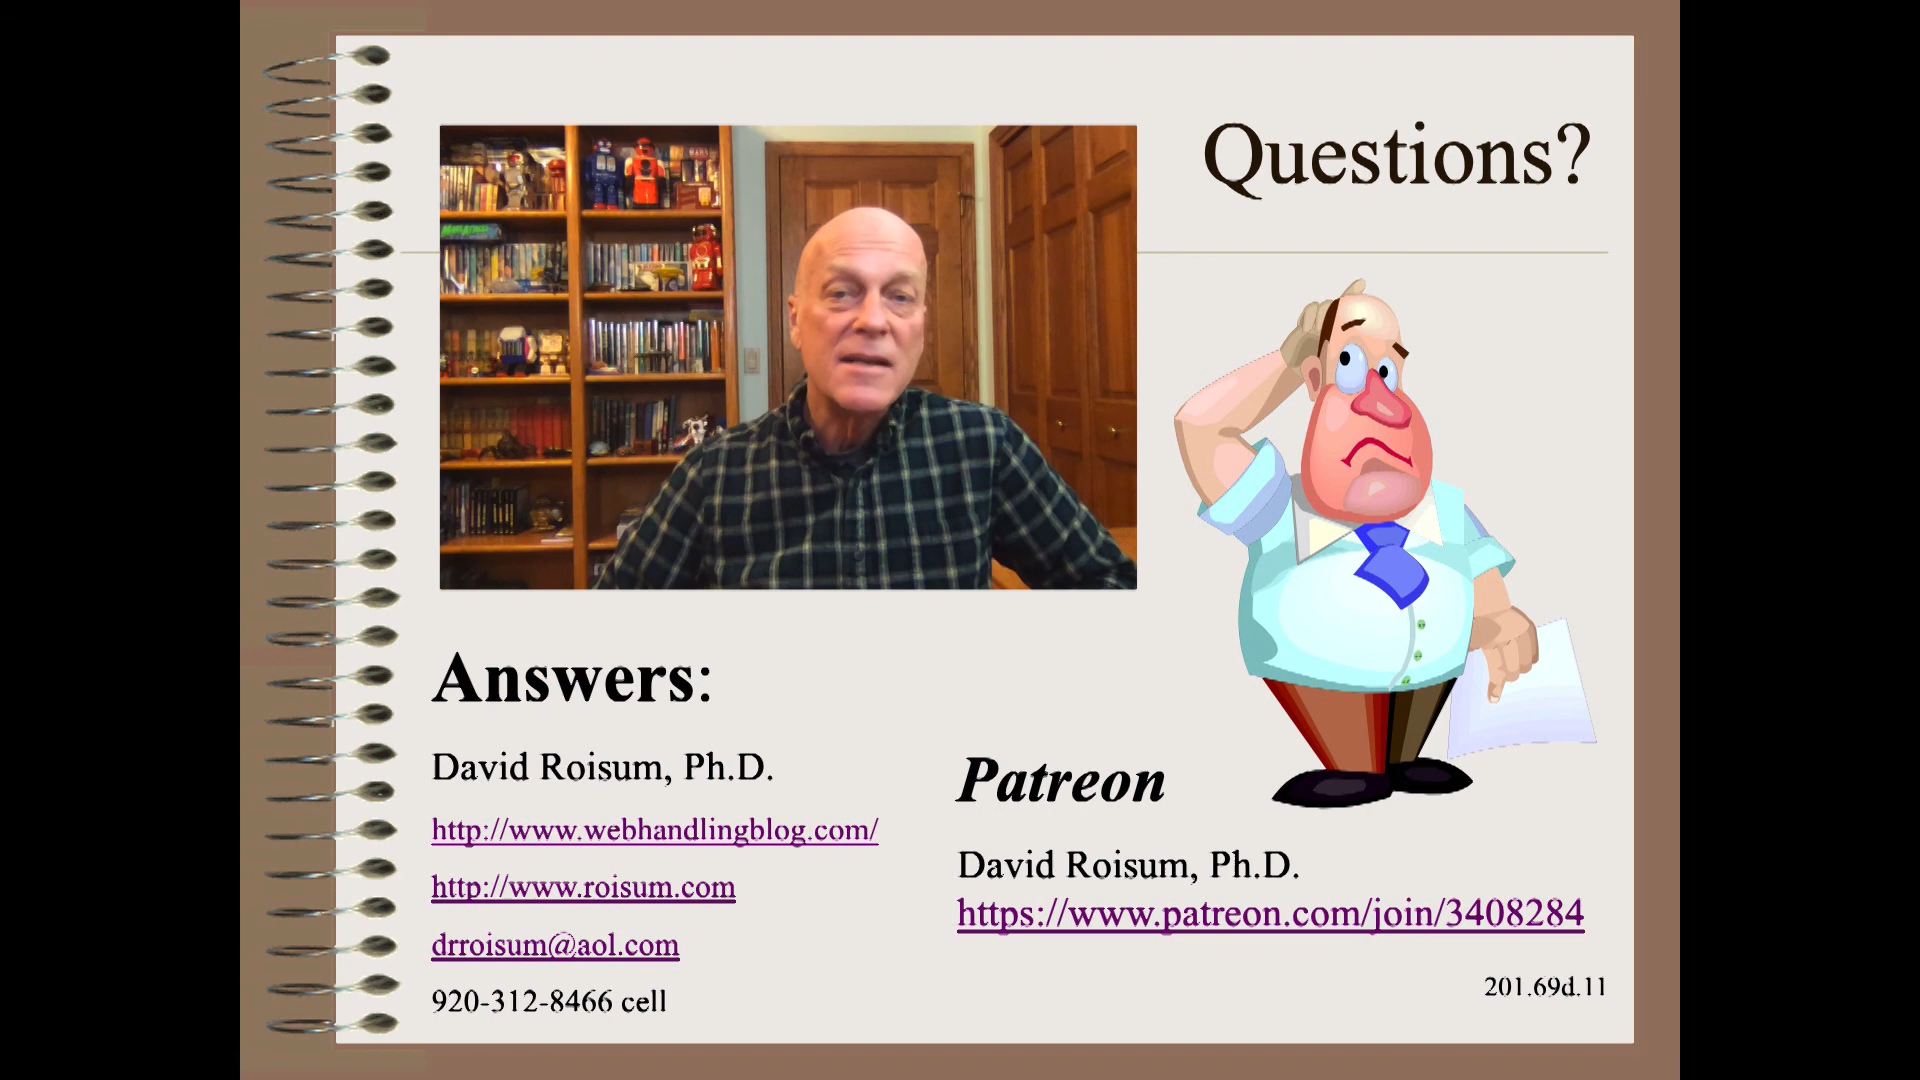 Questions?
Answers:
David Roisum, Ph.D.
http://www.webhandlingblog.com/
http://www.roisum.com
drroisum@aol.com
920-312-8466 cell
Patreon
David Roisum, Ph.D.
https://www.patreon.com/join/3408284
201.69d.11